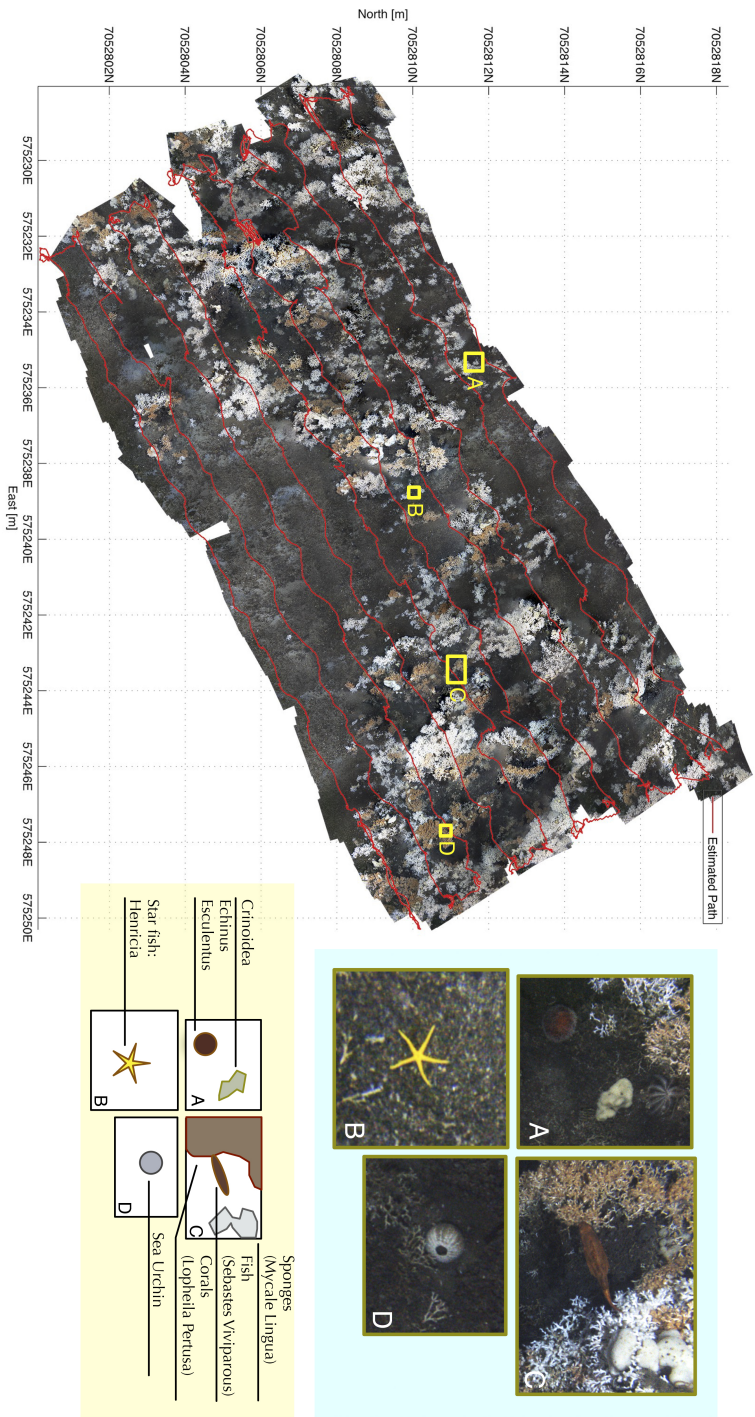 North [m]
7052802N
7052804N
7052806N
7052808N
7052810N
7052812N
7052814N
7052816N
7052818N
575230E
575232E
575234E
575236E
575238E
575240E
575242E
575244E
575246E
575248E
575250E
East [m]
Estimated Path
A
B
C
D
A
B
C
D
Crinoidea
Echinus
Esculentus
Star fish:
Henricia
A
B
C
D
Sponges
(Mycale Lingua)
Fish
(Sebastes Viviparous)
Corals
(Lopheila Pertusa)
Sea Urchin